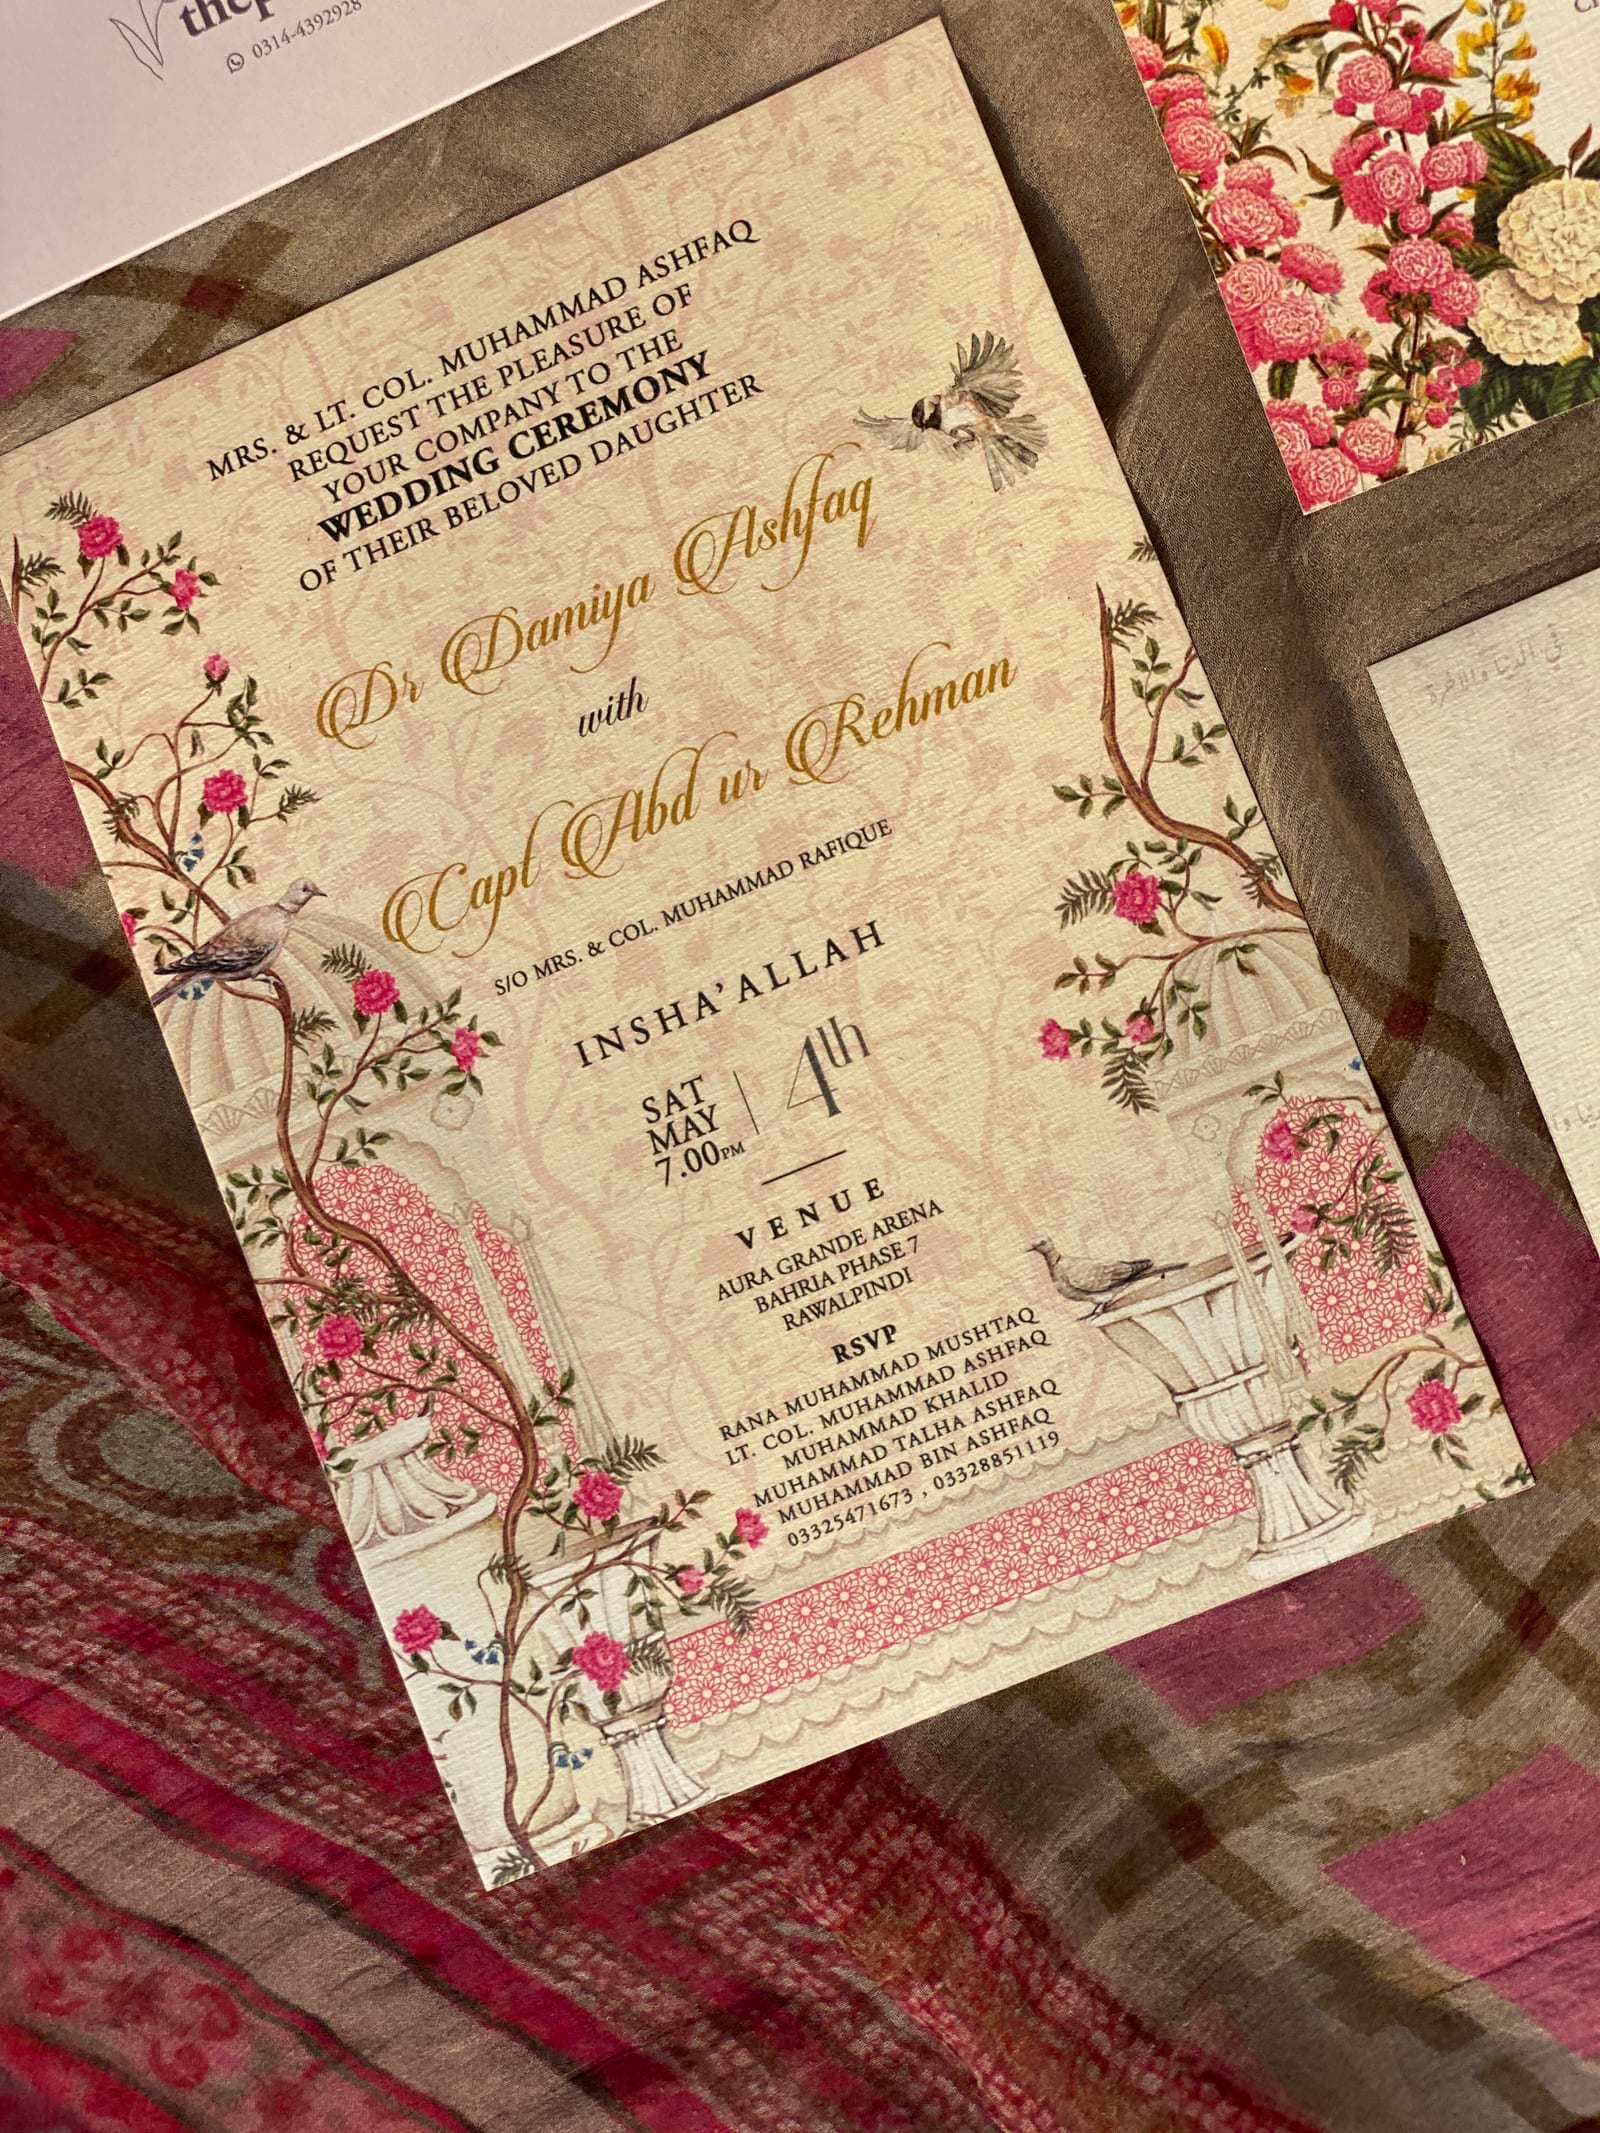 0314-4392928
MRS. & LT. COL. MUHAMMAD ASHFAQ
REQUEST THE PLEASURE OF
YOUR COMPANY TO THE
WEDDING CEREMONY
OF THEIR BELOVED DAUGHTER
Dr Damiya Ashfaq
with
Capt Abd ur Rehman
S/O MRS. & COL. MUHAMMAD RAFIQUE
INSHA'ALLAH
SAT
MAY
7.00PM
4th
VENUE
AURA GRANDE ARENA
BAHRIA PHASE 7
RAWALPINDI
RSVP
RANA MUHAMMAD MUSHTAQ
LT. COL. MUHAMMAD ASHFAQ
MUHAMMAD KHALID
MUHAMMAD TALHA ASHFAQ
MUHAMMAD BIN ASHFAQ
03325471673 , 03328851119
في الدنيا والآخرة